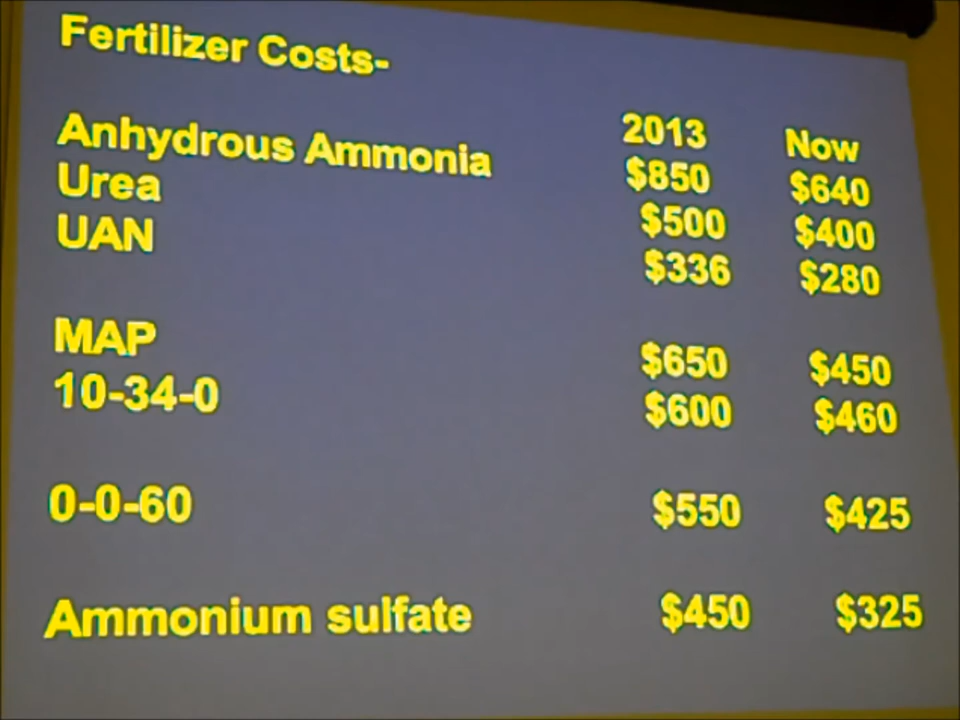 Fertilizer Costs-
2013 Now
Anhydrous Ammonia $850 $640
Urea $500 $400
UAN $336 $280
MAP $650 $450
10-34-0 $600 $460
0-0-60 $550 $425
Ammonium sulfate $450 $325